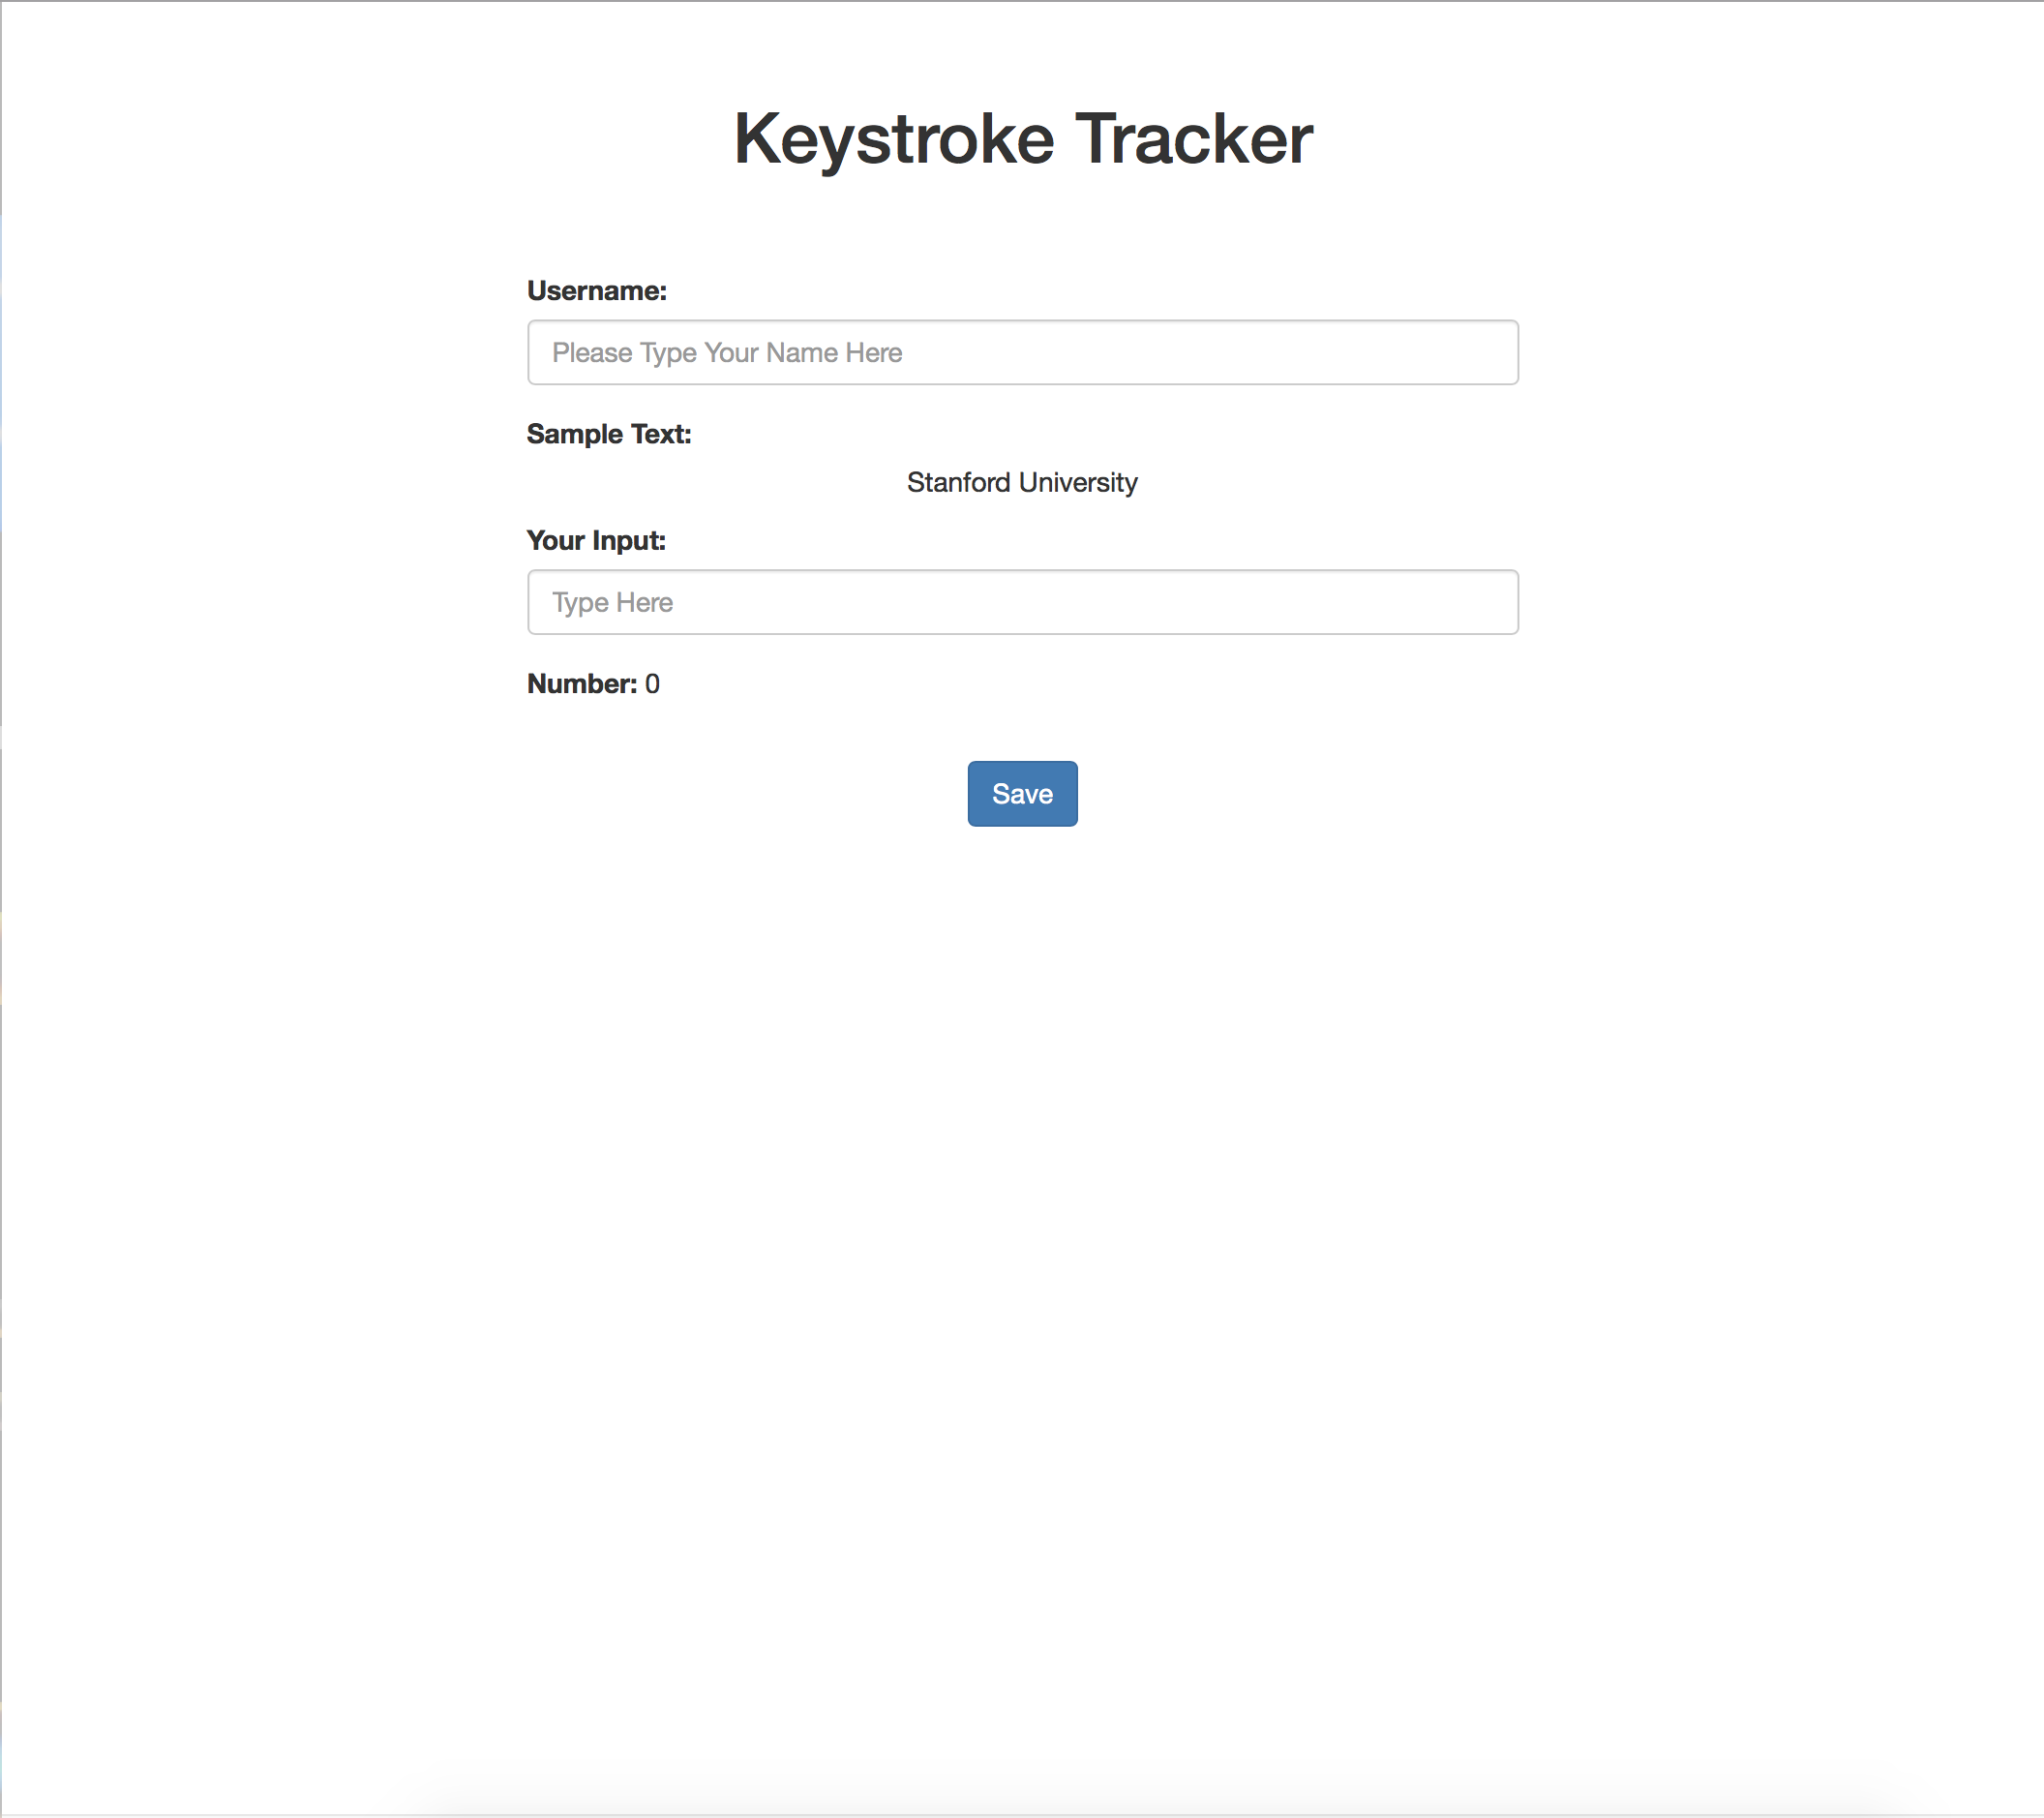 Keystroke Tracker
Username:
Please Type Your Name Here
Sample Text:
Stanford University
Your Input:
Type Here
Number: 0
Save